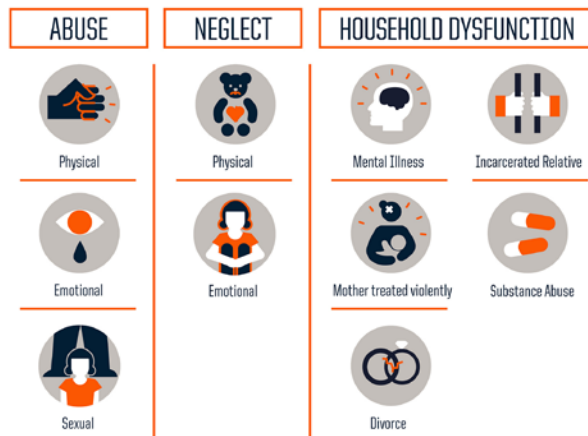 ABUSE
NEGLECT
HOUSEHOLD DYSFUNCTION
Physical
Physical
Mental Illness
Incarcerated Relative
Emotional
Emotional
Mother treated violently
Substance Abuse
Sexual
Divorce